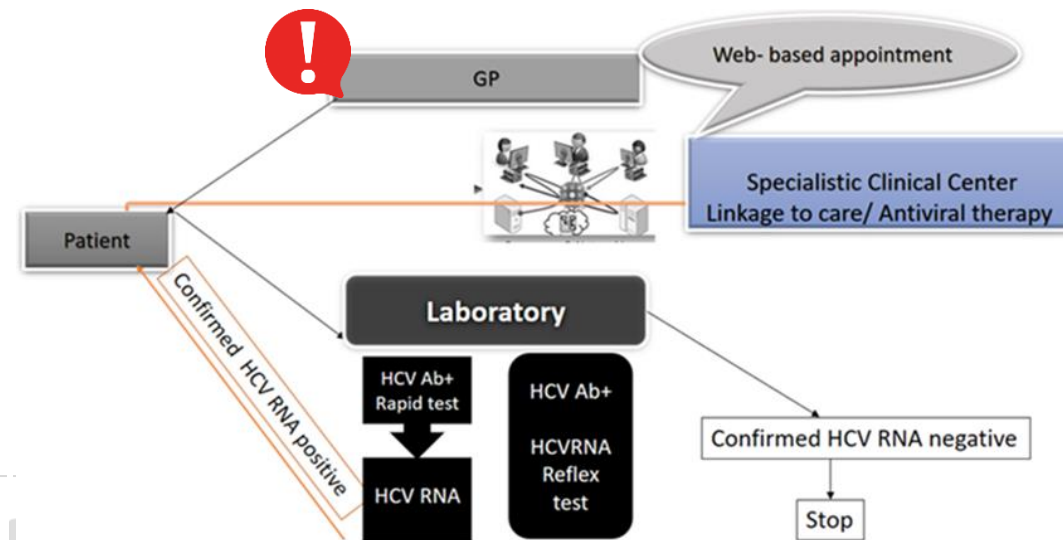 !
GP
Web- based appointment
Specialistic Clinical Center
Linkage to care/ Antiviral therapy
Patient
Confirmed HCV RNA positive
Laboratory
HCV Ab+
Rapid test
HCV RNA
HCV Ab+
HCVRNA
Reflex
test
Confirmed HCV RNA negative
Stop